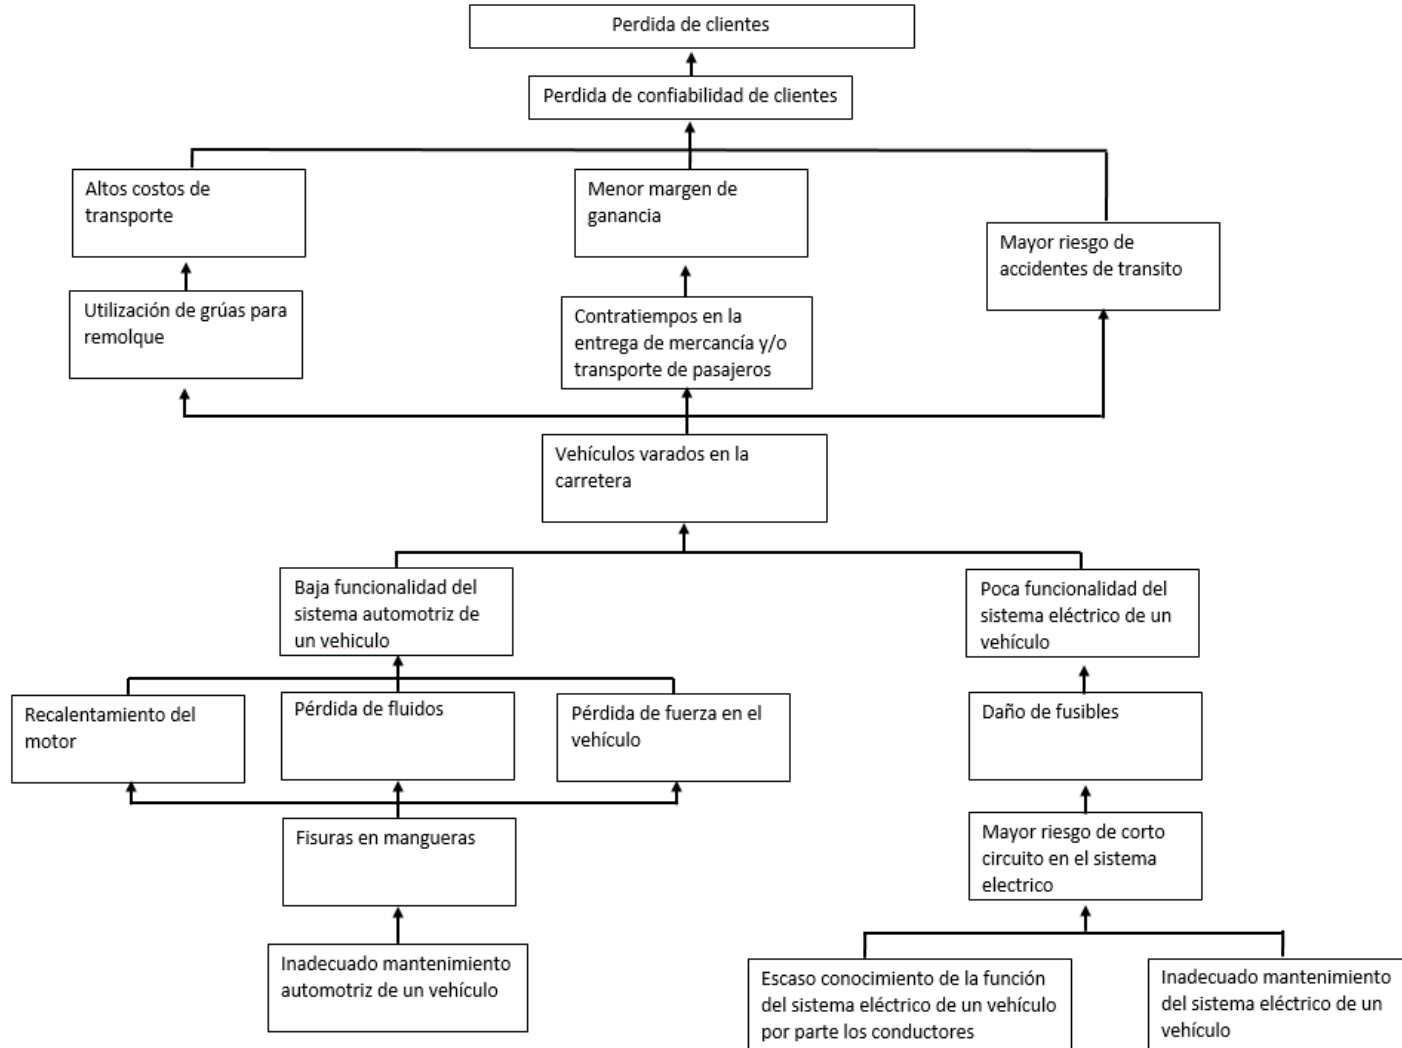 Perdida de clientes
Perdida de confiabilidad de clientes
Altos costos de
transporte
Menor margen de
ganancia
Mayor riesgo de
accidentes de transito
Utilización de grúas para
remolque
Contratiempos en la
entrega de mercancía y/o
transporte de pasajeros
Vehículos varados en la
carretera
Baja funcionalidad del
sistema automotriz de
un vehiculo
Poca funcionalidad del
sistema eléctrico de un
vehículo
Recalentamiento del
motor
Pérdida de fluidos
Pérdida de fuerza en el
vehículo
Daño de fusibles
Fisuras en mangueras
Mayor riesgo de corto
circuito en el sistema
electrico
Inadecuado mantenimiento
automotriz de un vehículo
Escaso conocimiento de la función
del sistema eléctrico de un vehículo
por parte los conductores
Inadecuado mantenimiento
del sistema eléctrico de un
vehículo